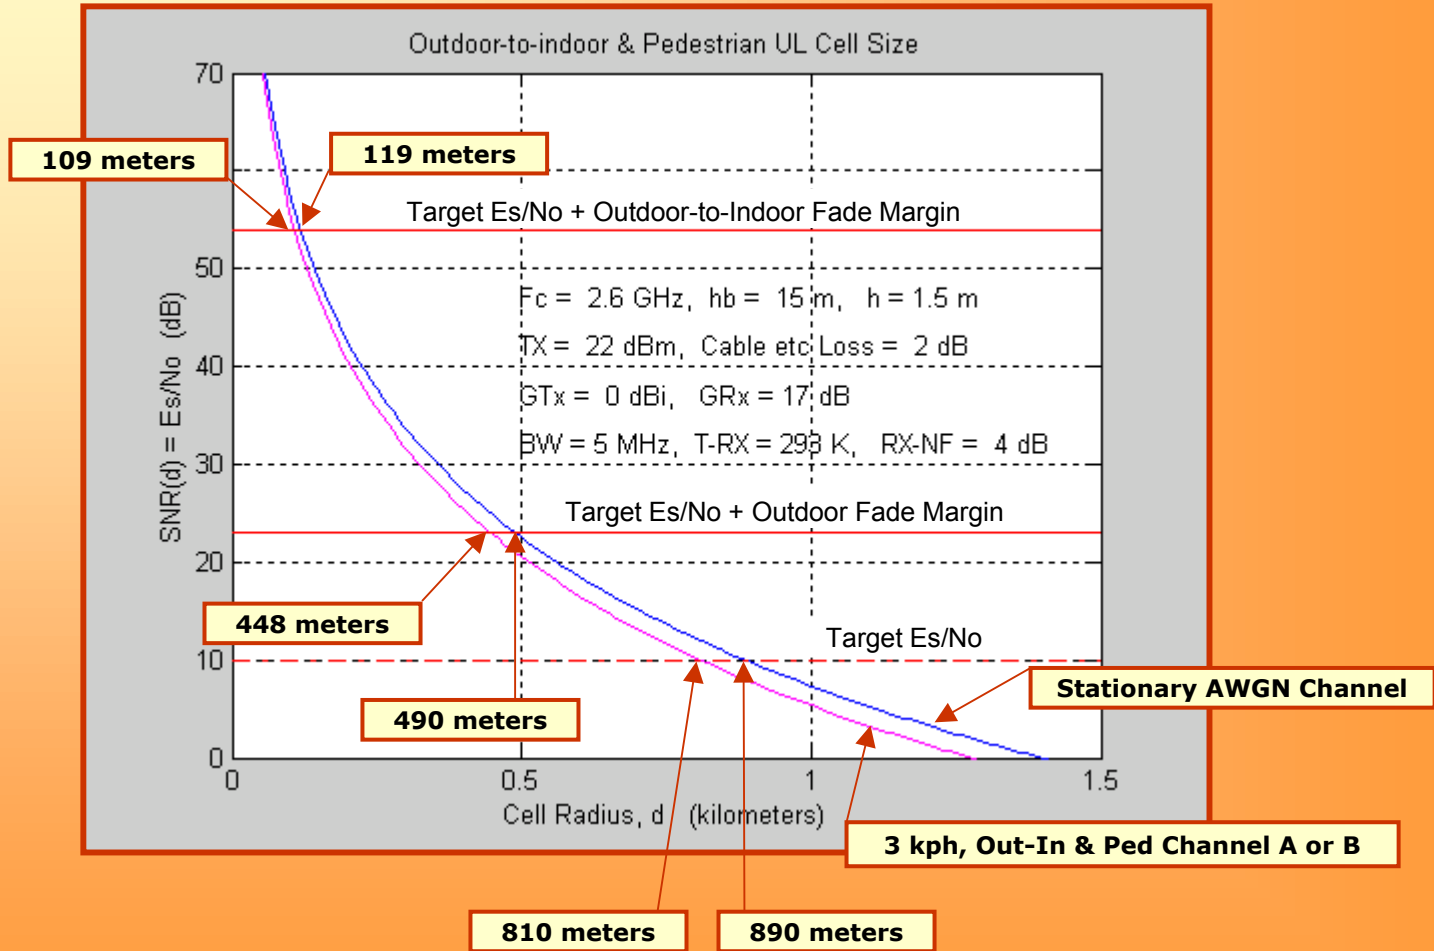 Outdoor-to-indoor & Pedestrian UL Cell Size
70
109 meters
119 meters
Target Es/No + Outdoor-to-Indoor Fade Margin
50
Fc = 2.6 GHz, hb = 15 m, h = 1.5 m
TX = 22 dBm, Cable etc Loss = 2 dB
40
GTx = 0 dBi, GRx = 17 dB
BW = 5 MHz, T-RX = 293 K, RX-NF = 4 dB
30
SNR(d) = Es/No (dB)
Target Es/No + Outdoor Fade Margin
20
448 meters
Target Es/No
10
Stationary AWGN Channel
490 meters
0
0
0.5
1
1.5
Cell Radius, d (kilometers)
3 kph, Out-In & Ped Channel A or B
810 meters
890 meters